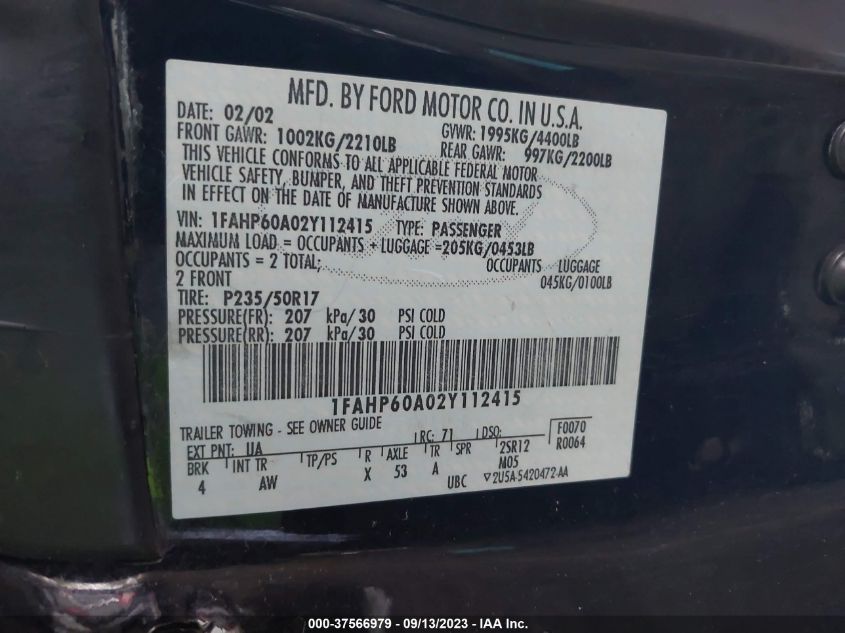 MFD. BY FORD MOTOR CO. IN U.S.A.
DATE: 02/02 GVWR: 1995KG/4400LB
FRONT GAWR: 1002KG/2210LB REAR GAWR: 997KG/2200LB
THIS VEHICLE CONFORMS TO ALL APPLICABLE FEDERAL MOTOR
VEHICLE SAFETY, BUMPER, AND THEFT PREVENTION STANDARDS
IN EFFECT ON THE DATE OF MANUFACTURE SHOWN ABOVE.
VIN: 1FAHP60A02Y112415 TYPE: PASSENGER
MAXIMUM LOAD = OCCUPANTS + LUGGAGE =205KG/0453LB
OCCUPANTS = 2 TOTAL; OCCUPANTS LUGGAGE
2 FRONT 045KG/0100LB
TIRE: P235/50R17
PRESSURE(FR): 207 kPa/30 PSI COLD
PRESSURE(RR): 207 kPa/30 PSI COLD
1FAHP60A02Y112415
TRAILER TOWING - SEE OWNER GUIDE
EXT PNT: UA RC: 71 DSO: F0070
BRK INT TR TP/PS R AXLE TR SPR 2SR12 R0064
4 AW X 53 A M05
UBC ▽2U5A-5420472-AA
000-37566979 - 09/13/2023 - IAA Inc.